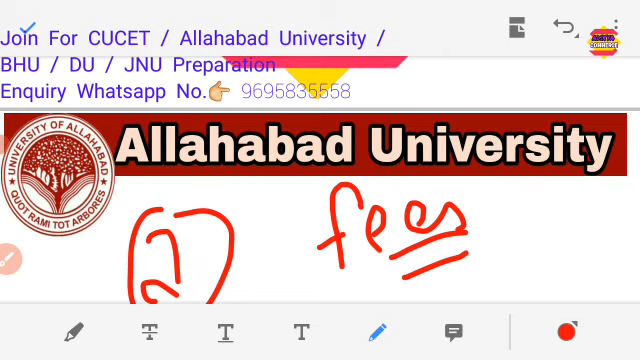 Join For CUCET / Allahabad University /
BHU / DU / JNU Preparation
Enquiry Whatsapp No.👉 9695835558
UNIVERSITY OF ALLAHABAD
QUOT RAMI TOT ARBORES
Allahabad University
fees
T T T
COMMERCE